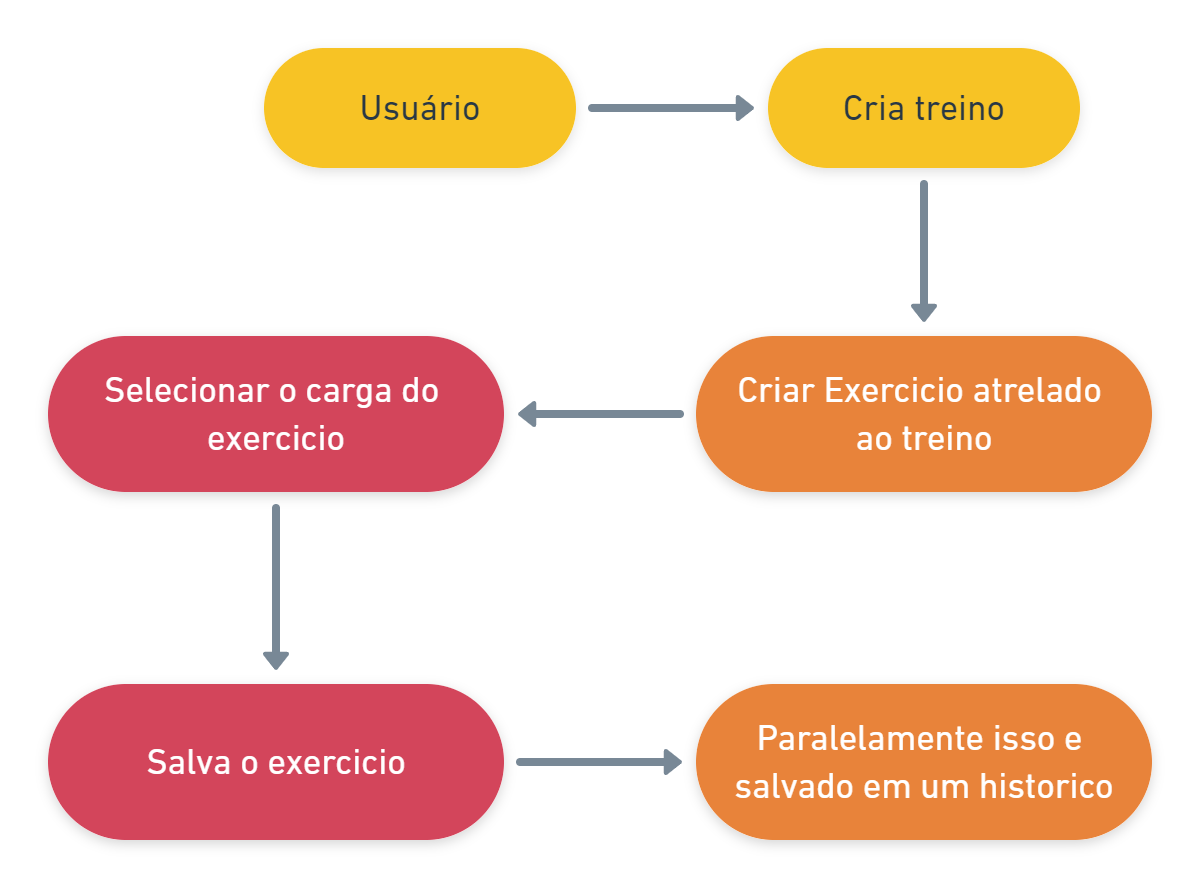 Usuário
Cria treino
Criar Exercicio atrelado
ao treino
Selecionar o carga do
exercicio
Salva o exercicio
Paralelamente isso e
salvado em um historico